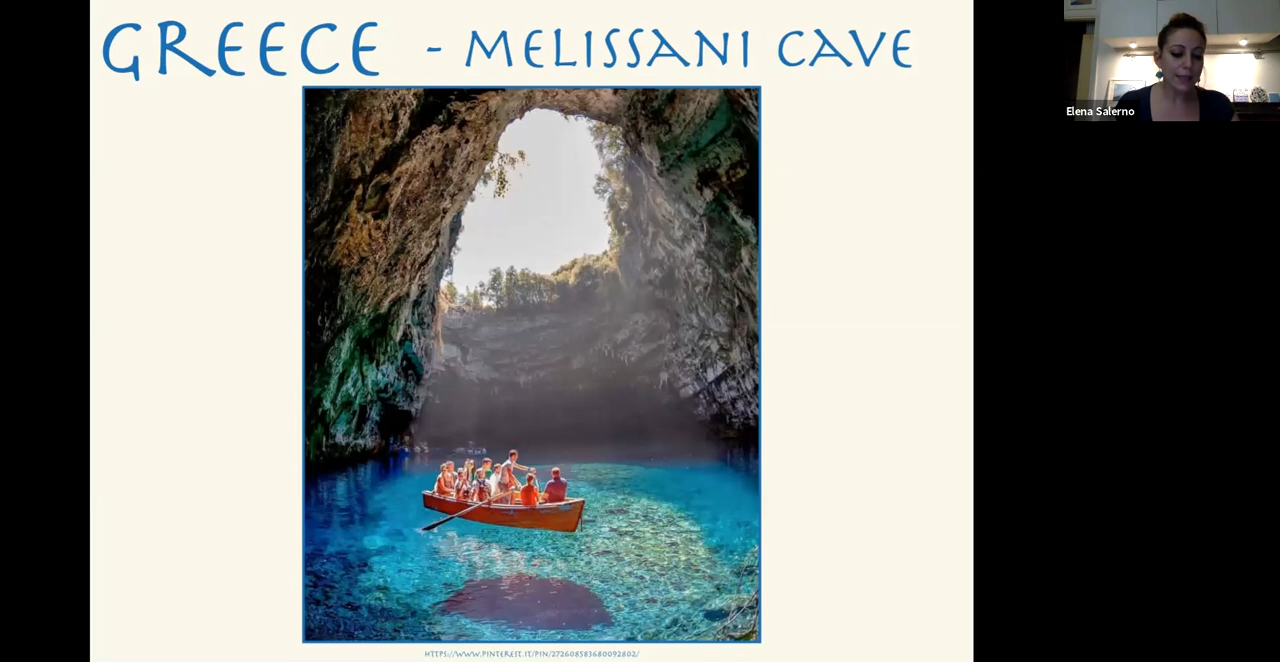 GREECE - MELISSANI CAVE
Elena Salerno
HTTPS://WWW.PINTEREST.IT/PIN/272608583680092802/